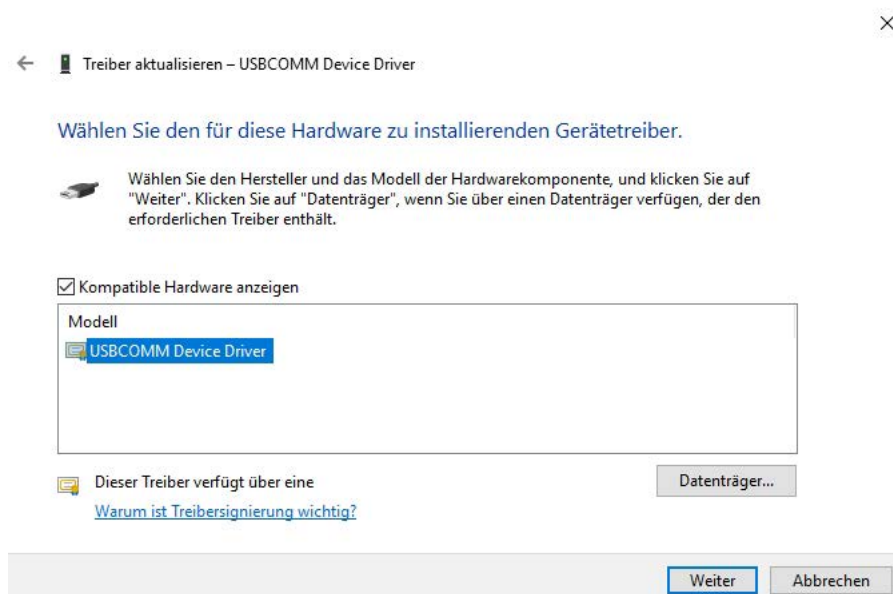 Treiber aktualisieren – USBCOMM Device Driver
Wählen Sie den für diese Hardware zu installierenden Gerätetreiber.
Wählen Sie den Hersteller und das Modell der Hardwarekomponente, und klicken Sie auf
"Weiter". Klicken Sie auf "Datenträger", wenn Sie über einen Datenträger verfügen, der den
erforderlichen Treiber enthält.
Kompatible Hardware anzeigen
Modell
USBCOMM Device Driver
Dieser Treiber verfügt über eine
Datenträger...
Warum ist Treibersignierung wichtig?
Weiter
Abbrechen